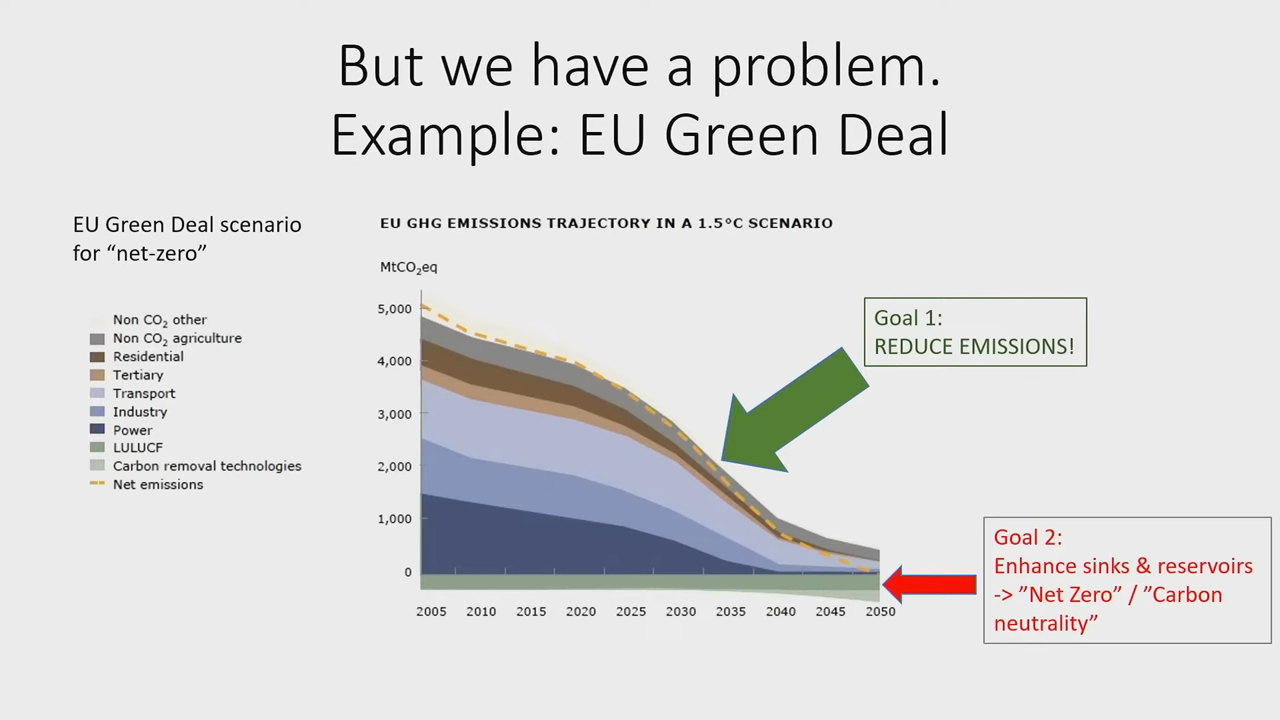 But we have a problem.
Example: EU Green Deal
EU Green Deal scenario
for “net-zero”
EU GHG EMISSIONS TRAJECTORY IN A 1.5°C SCENARIO
MtCO₂eq
Non CO₂ other
Non CO₂ agriculture
Residential
Tertiary
Transport
Industry
Power
LULUCF
Carbon removal technologies
Net emissions
5,000
4,000
3,000
2,000
1,000
0
2005 2010 2015 2020 2025 2030 2035 2040 2045 2050
Goal 1:
REDUCE EMISSIONS!
Goal 2:
Enhance sinks & reservoirs
-> ”Net Zero” / ”Carbon
neutrality”